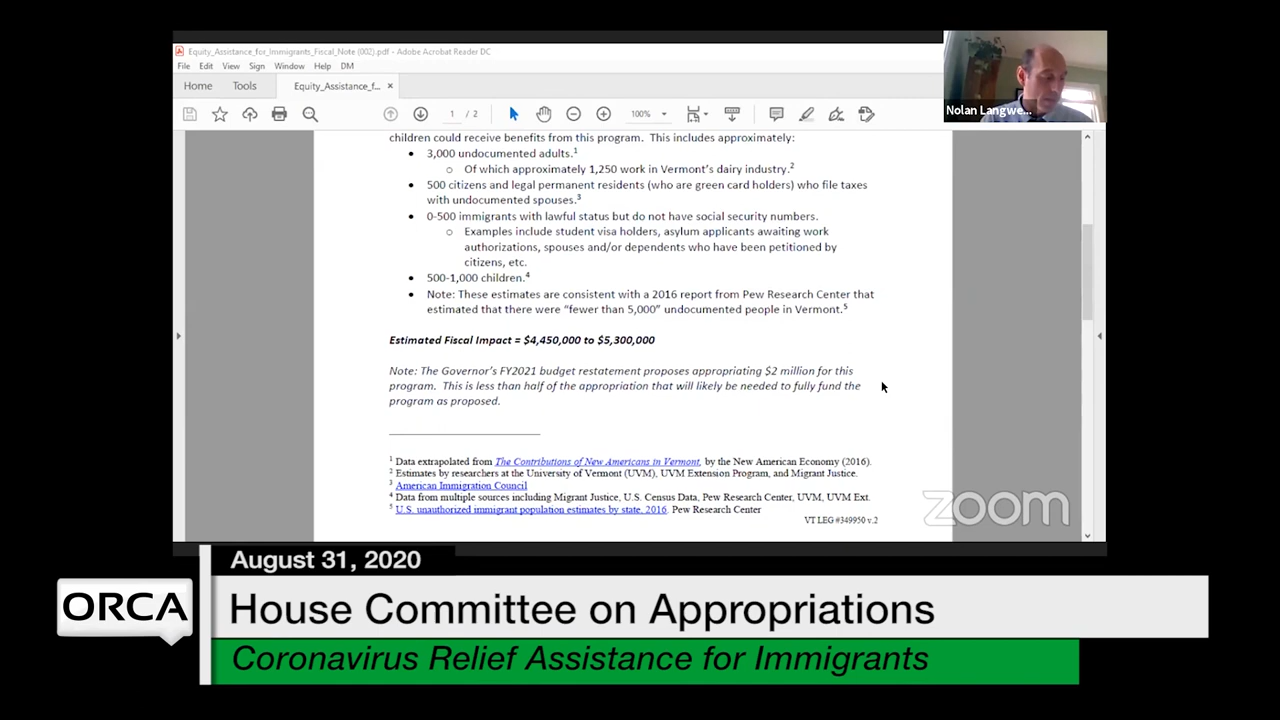 Equity_Assistance_for_Immigrants_Fiscal_Note (002).pdf - Adobe Acrobat Reader DC
File Edit View Sign Window Help DM
Home Tools Equity_Assistance_f... ×
1 / 2 100%
Nolan Langwe...
children could receive benefits from this program. This includes approximately:
• 3,000 undocumented adults.1
o Of which approximately 1,250 work in Vermont's dairy industry.2
• 500 citizens and legal permanent residents (who are green card holders) who file taxes
with undocumented spouses.3
• 0-500 immigrants with lawful status but do not have social security numbers.
o Examples include student visa holders, asylum applicants awaiting work
authorizations, spouses and/or dependents who have been petitioned by
citizens, etc.
• 500-1,000 children.4
• Note: These estimates are consistent with a 2016 report from Pew Research Center that
estimated that there were "fewer than 5,000" undocumented people in Vermont.5
Estimated Fiscal Impact = $4,450,000 to $5,300,000
Note: The Governor's FY2021 budget restatement proposes appropriating $2 million for this
program. This is less than half of the appropriation that will likely be needed to fully fund the
program as proposed.
1 Data extrapolated from The Contributions of New Americans in Vermont, by the New American Economy (2016).
2 Estimates by researchers at the University of Vermont (UVM), UVM Extension Program, and Migrant Justice.
3 American Immigration Council
4 Data from multiple sources including Migrant Justice, U.S. Census Data, Pew Research Center, UVM, UVM Ext.
5 U.S. unauthorized immigrant population estimates by state, 2016. Pew Research Center
VT LEG #349950 v.2
zoom
August 31, 2020
ORCA
House Committee on Appropriations
Coronavirus Relief Assistance for Immigrants